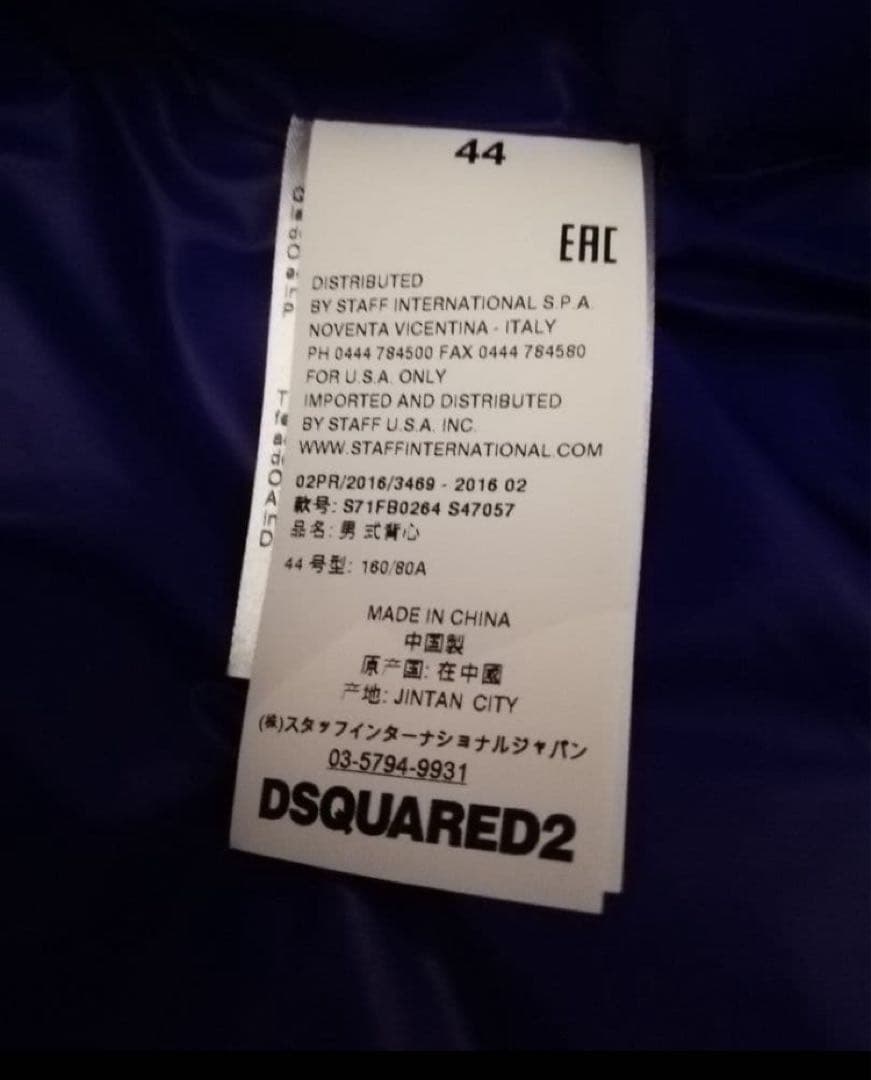 44
EAC
DISTRIBUTED
BY STAFF INTERNATIONAL S.P.A.
NOVENTA VICENTINA - ITALY
PH 0444 784500 FAX 0444 784580
FOR U.S.A. ONLY
IMPORTED AND DISTRIBUTED
BY STAFF U.S.A. INC.
WWW.STAFFINTERNATIONAL.COM
02PR/2016/3469 - 2016 02
款号: S71FB0264 S47057
品名: 男式背心
44 号型: 160/80A
MADE IN CHINA
中国製
原产国: 在中國
产地: JINTAN CITY
(株)スタッフインターナショナルジャパン
03-5794-9931
DSQUARED2